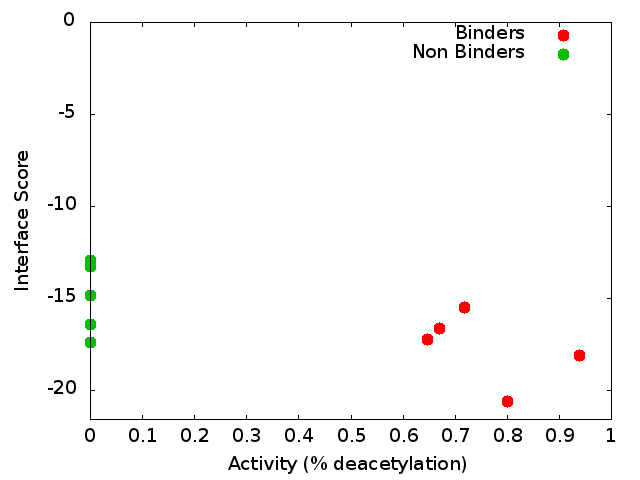 Binders
Non Binders
0
-5
-10
-15
-20
Interface Score
0 0.1 0.2 0.3 0.4 0.5 0.6 0.7 0.8 0.9 1
Activity (% deacetylation)